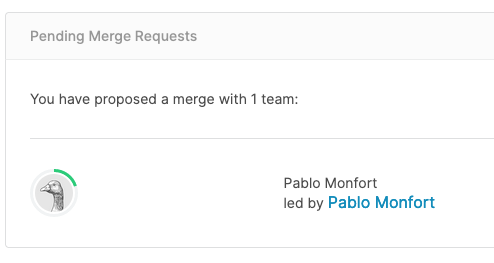 Pending Merge Requests
You have proposed a merge with 1 team:
Pablo Monfort
led by Pablo Monfort